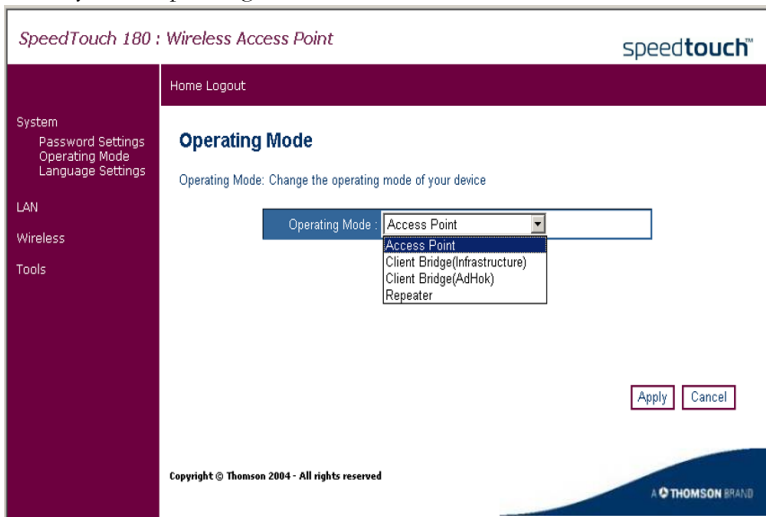 SpeedTouch 180 : Wireless Access Point
speedtouch™
Home Logout
System
Password Settings
Operating Mode
Language Settings
LAN
Wireless
Tools
Operating Mode
Operating Mode: Change the operating mode of your device
Operating Mode : Access Point
Access Point
Client Bridge(Infrastructure)
Client Bridge(AdHok)
Repeater
Apply Cancel
Copyright © Thomson 2004 - All rights reserved
A THOMSON BRAND